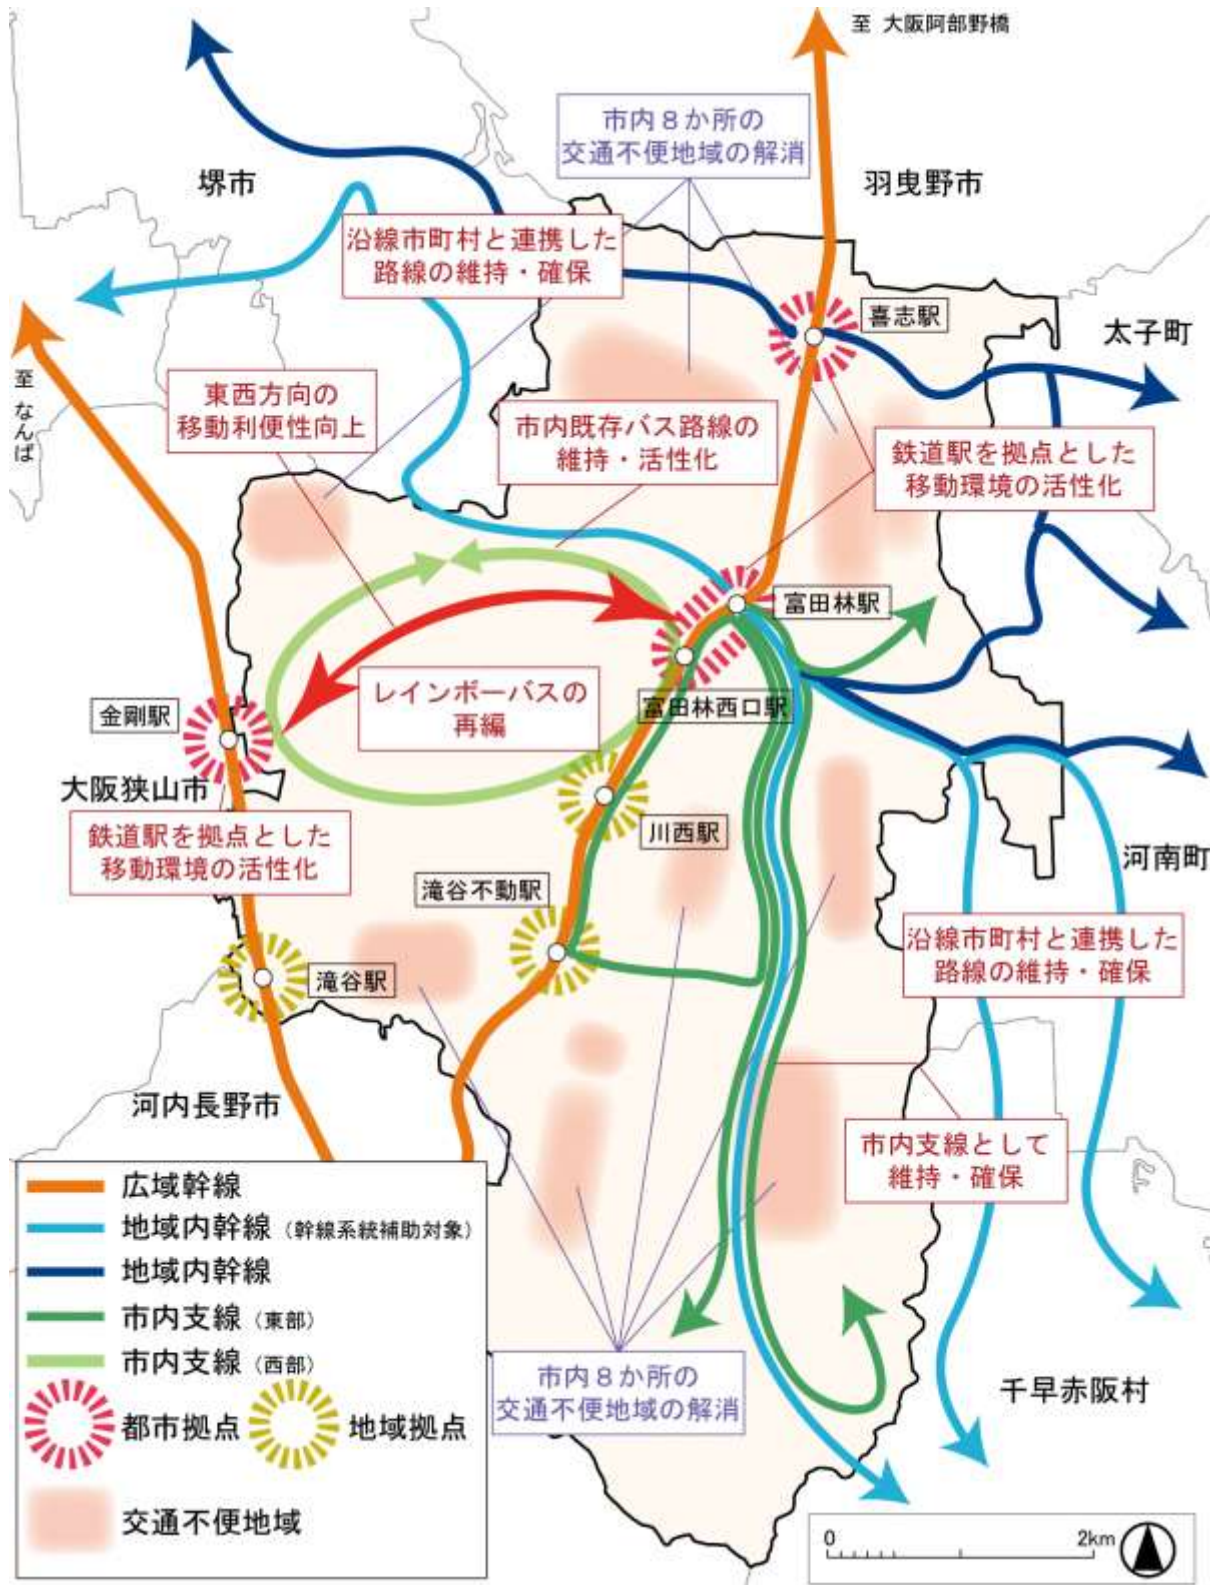 至 大阪阿部野橋
市内８か所の
交通不便地域の解消
堺市
羽曳野市
沿線市町村と連携した
路線の維持・確保
喜志駅
太子町
至 なんば
東西方向の
移動利便性向上
市内既存バス路線の
維持・活性化
鉄道駅を拠点とした
移動環境の活性化
富田林駅
レインボーバスの
再編
富田林西口駅
金剛駅
大阪狭山市
鉄道駅を拠点とした
移動環境の活性化
川西駅
河南町
滝谷不動駅
沿線市町村と連携した
路線の維持・確保
滝谷駅
河内長野市
市内支線として
維持・確保
広域幹線
地域内幹線（幹線系統補助対象）
地域内幹線
市内支線（東部）
市内支線（西部）
都市拠点
地域拠点
交通不便地域
市内８か所の
交通不便地域の解消
千早赤阪村
0
2km